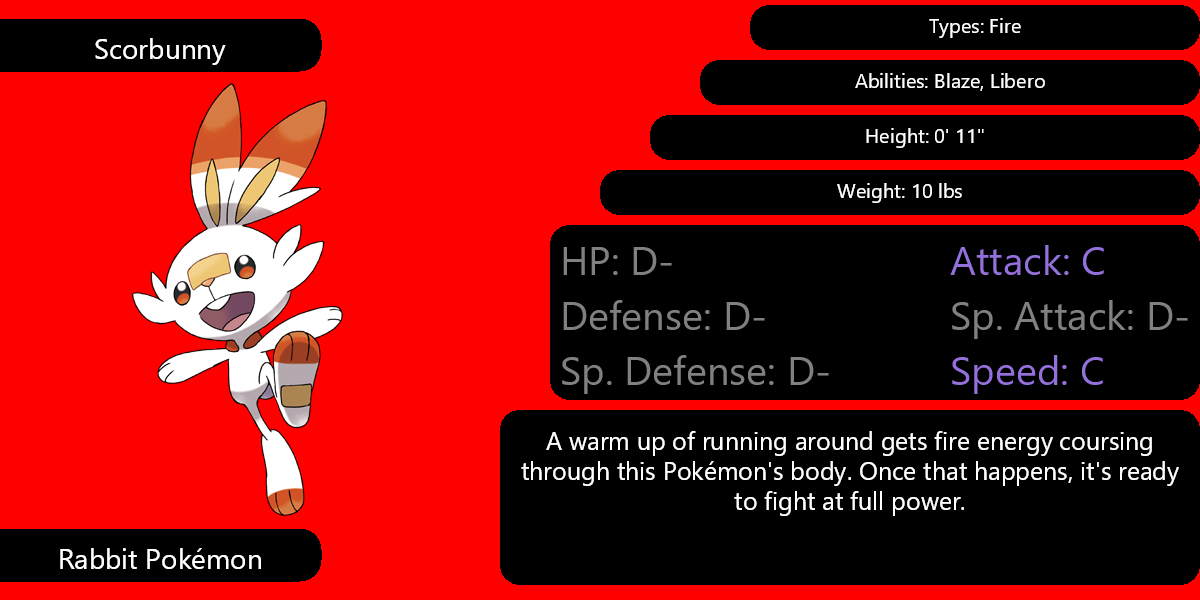 Scorbunny
Types: Fire
Abilities: Blaze, Libero
Height: 0' 11"
Weight: 10 lbs
HP: D-
Attack: C
Defense: D-
Sp. Attack: D-
Sp. Defense: D-
Speed: C
A warm up of running around gets fire energy coursing
through this Pokémon's body. Once that happens, it's ready
to fight at full power.
Rabbit Pokémon